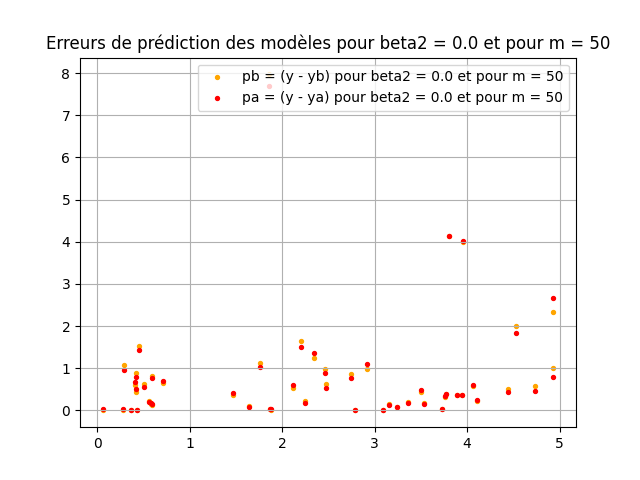 Erreurs de prédiction des modèles pour beta2 = 0.0 et pour m = 50
pb = (y - yb) pour beta2 = 0.0 et pour m = 50
pa = (y - ya) pour beta2 = 0.0 et pour m = 50
8
7
6
5
4
3
2
1
0
0 1 2 3 4 5